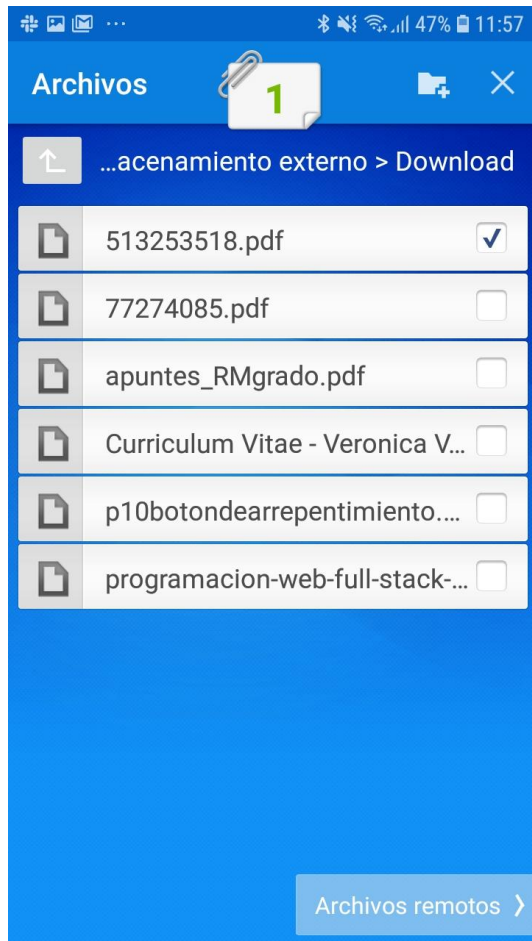 47% 11:57
Archivos 1
...acenamiento externo > Download
513253518.pdf
77274085.pdf
apuntes_RMgrado.pdf
Curriculum Vitae - Veronica V...
p10botondearrepentimiento....
programacion-web-full-stack-...
Archivos remotos